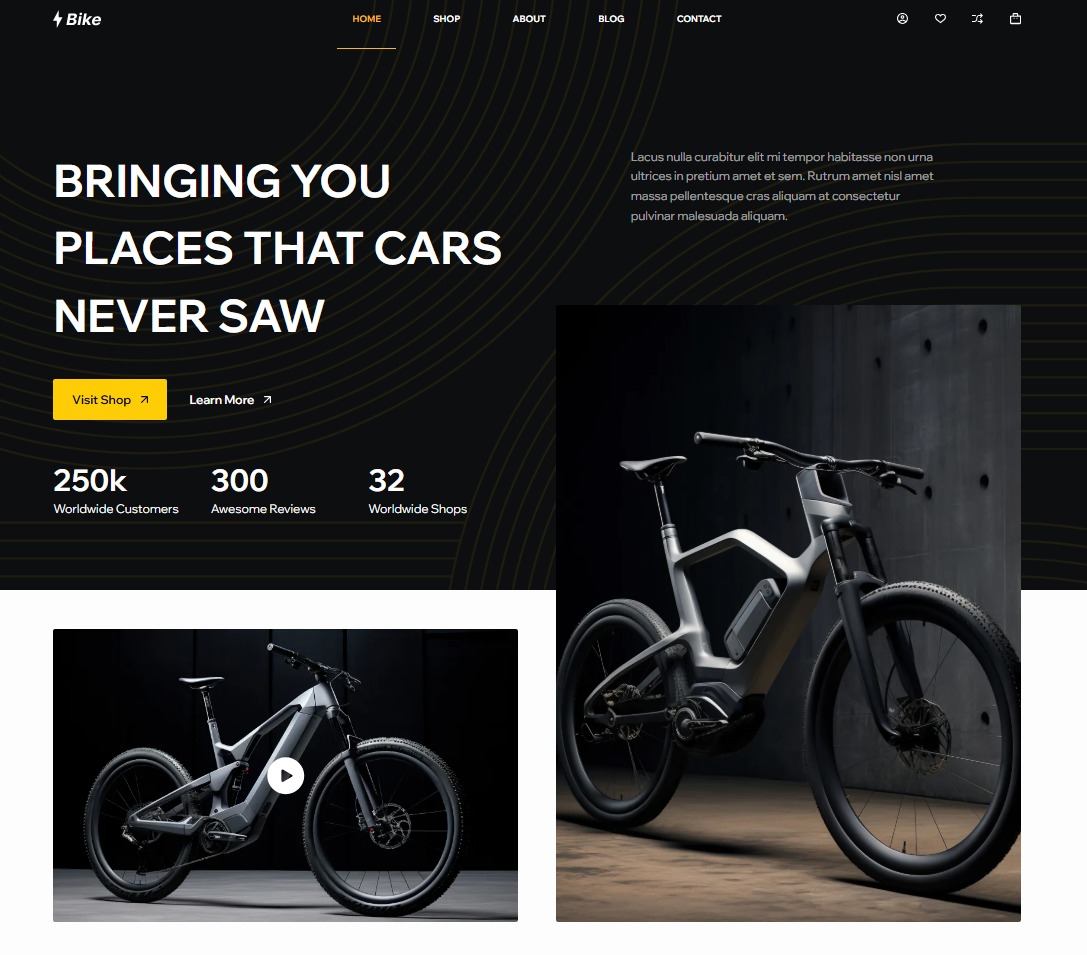 Bike
HOME SHOP ABOUT BLOG CONTACT
BRINGING YOU
PLACES THAT CARS
NEVER SAW
Lacus nulla curabitur elit mi tempor habitasse non urna
ultrices in pretium amet et sem. Rutrum amet nisl amet
massa pellentesque cras aliquam at consectetur
pulvinar malesuada aliquam.
Visit Shop Learn More
250k 300 32
Worldwide Customers Awesome Reviews Worldwide Shops